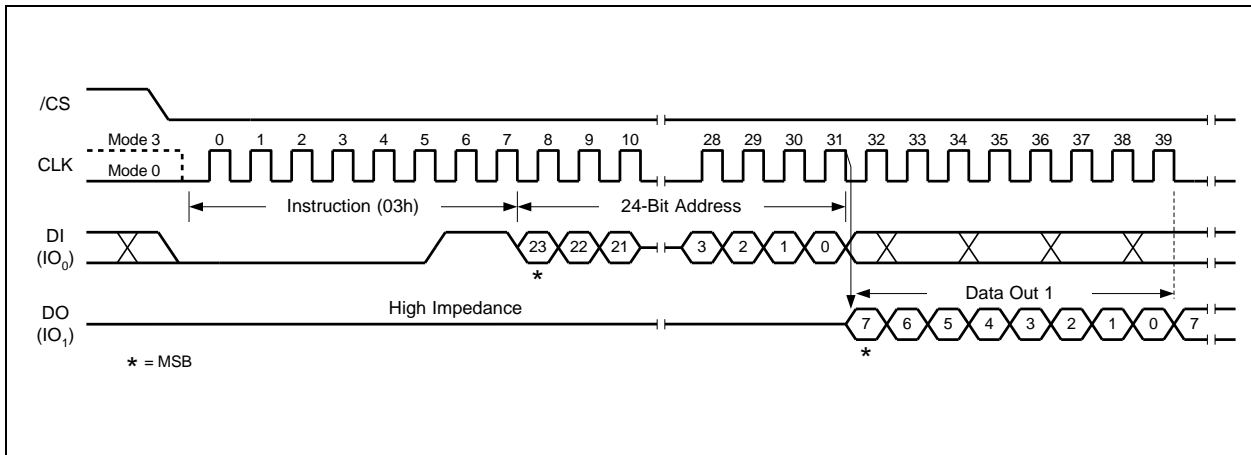 /CS
Mode 3
0 1 2 3 4 5 6 7 8 9 10 28 29 30 31 32 33 34 35 36 37 38 39
CLK
Mode 0
Instruction (03h) 24-Bit Address
DI
(IO0)
23 22 21 3 2 1 0
*
High Impedance Data Out 1
DO
(IO1)
7 6 5 4 3 2 1 0 7
*
* = MSB